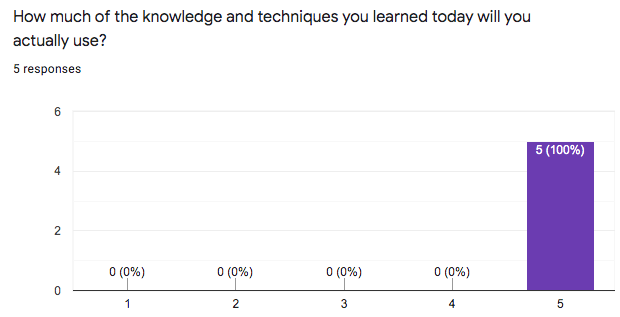 How much of the knowledge and techniques you learned today will you
actually use?
5 responses
6
4
2
0
5 (100%)
0 (0%) 0 (0%) 0 (0%) 0 (0%)
1 2 3 4 5